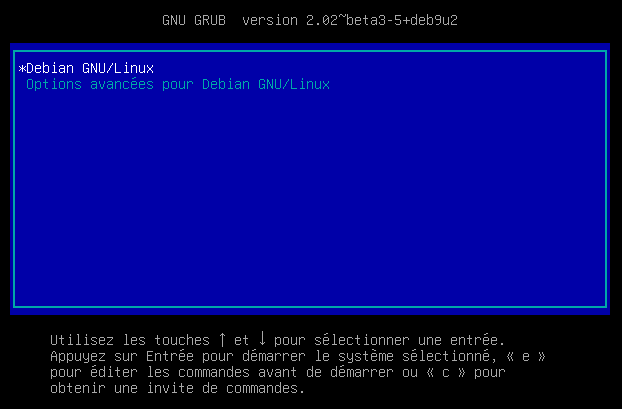 GNU GRUB  version 2.02~beta3-5+deb9u2
*Debian GNU/Linux
Options avancées pour Debian GNU/Linux
Utilisez les touches ↑ et ↓ pour sélectionner une entrée.
Appuyez sur Entrée pour démarrer le système sélectionné, « e »
pour éditer les commandes avant de démarrer ou « c » pour
obtenir une invite de commandes.